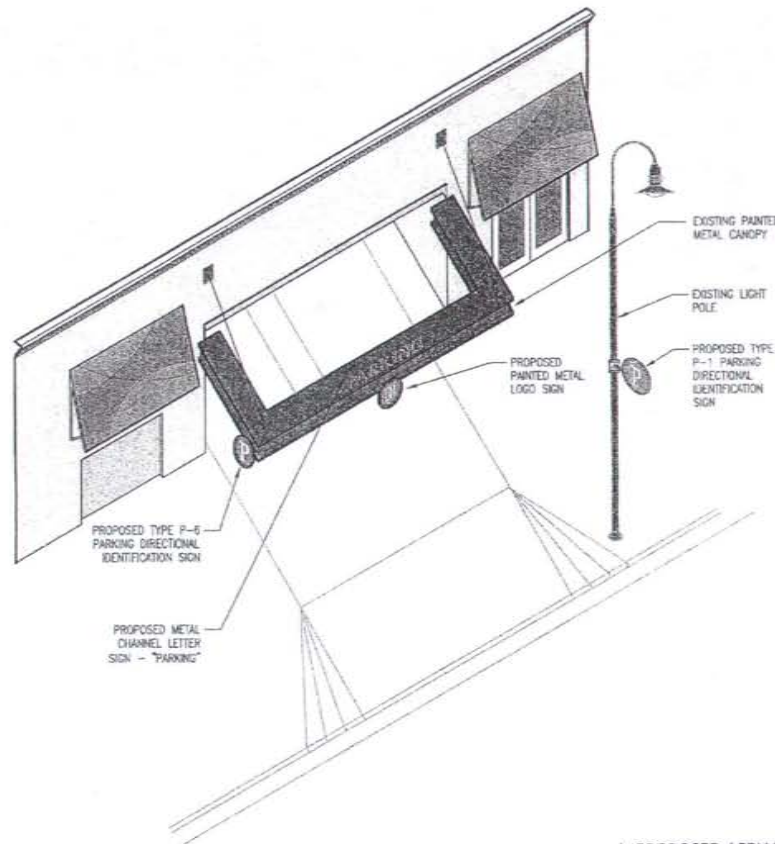 EXISTING PAINTED
METAL CANOPY
EXISTING LIGHT
POLE
PROPOSED TYPE
P-1 PARKING
DIRECTIONAL
IDENTIFICATION
SIGN
PROPOSED
PAINTED METAL
LOGO SIGN
PARKING
P
P
PROPOSED TYPE P-6
PARKING DIRECTIONAL
IDENTIFICATION SIGN
PROPOSED METAL
CHANNEL LETTER
SIGN - "PARKING"